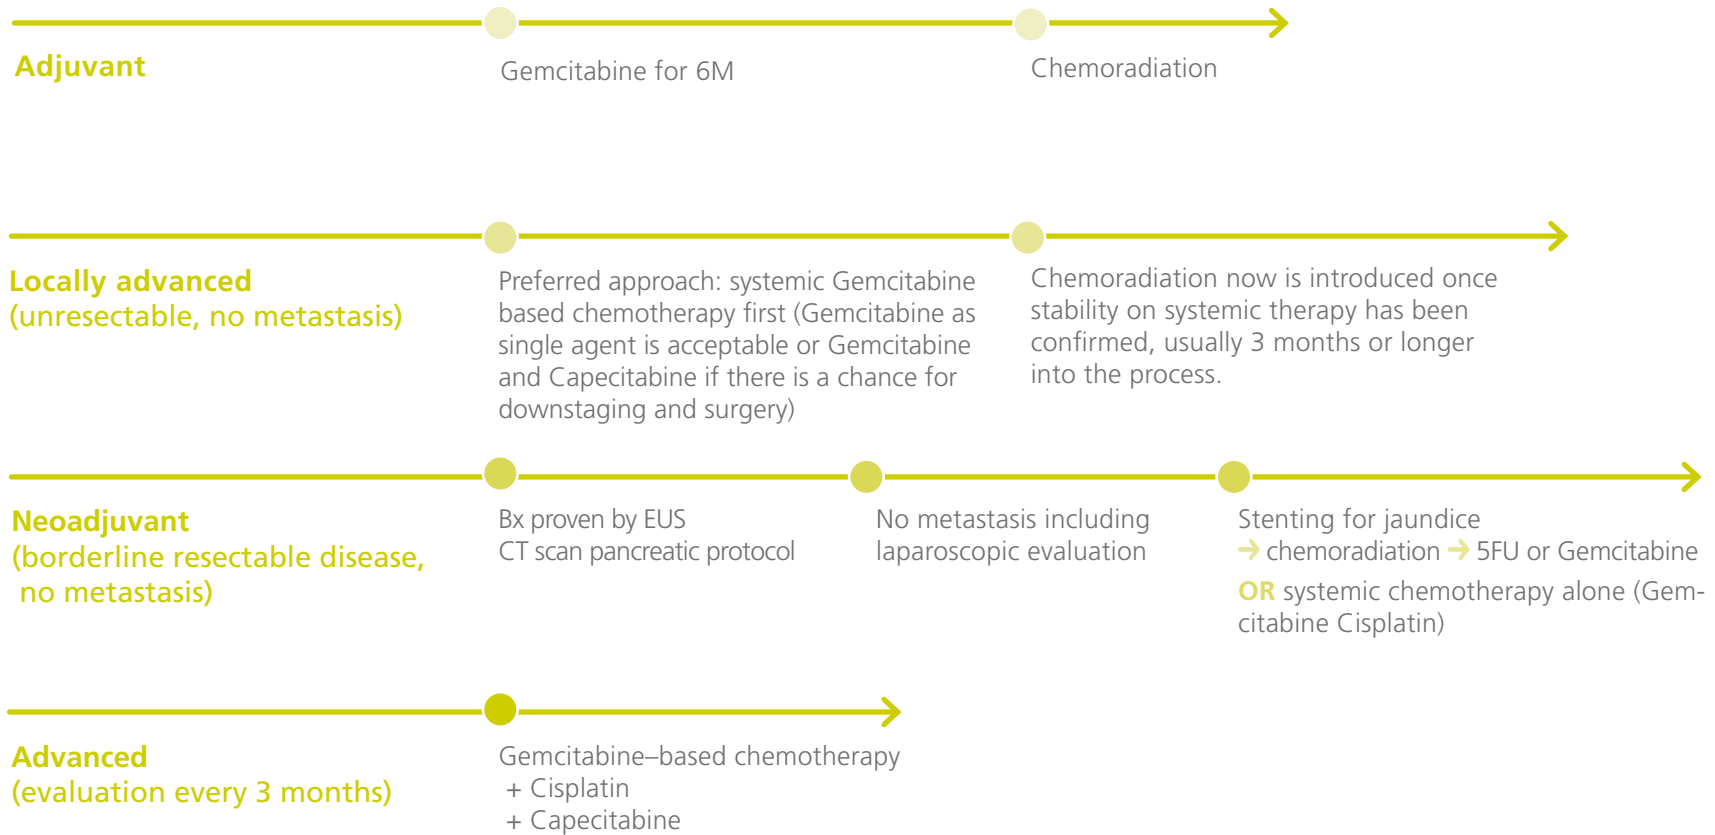 Adjuvant
Gemcitabine for 6M
Chemoradiation
Locally advanced
(unresectable, no metastasis)
Preferred approach: systemic Gemcitabine
based chemotherapy first (Gemcitabine as
single agent is acceptable or Gemcitabine
and Capecitabine if there is a chance for
downstaging and surgery)
Chemoradiation now is introduced once
stability on systemic therapy has been
confirmed, usually 3 months or longer
into the process.
Neoadjuvant
(borderline resectable disease,
no metastasis)
Bx proven by EUS
CT scan pancreatic protocol
No metastasis including
laparoscopic evaluation
Stenting for jaundice
→ chemoradiation → 5FU or Gemcitabine
OR systemic chemotherapy alone (Gem-
citabine Cisplatin)
Advanced
(evaluation every 3 months)
Gemcitabine–based chemotherapy
+ Cisplatin
+ Capecitabine